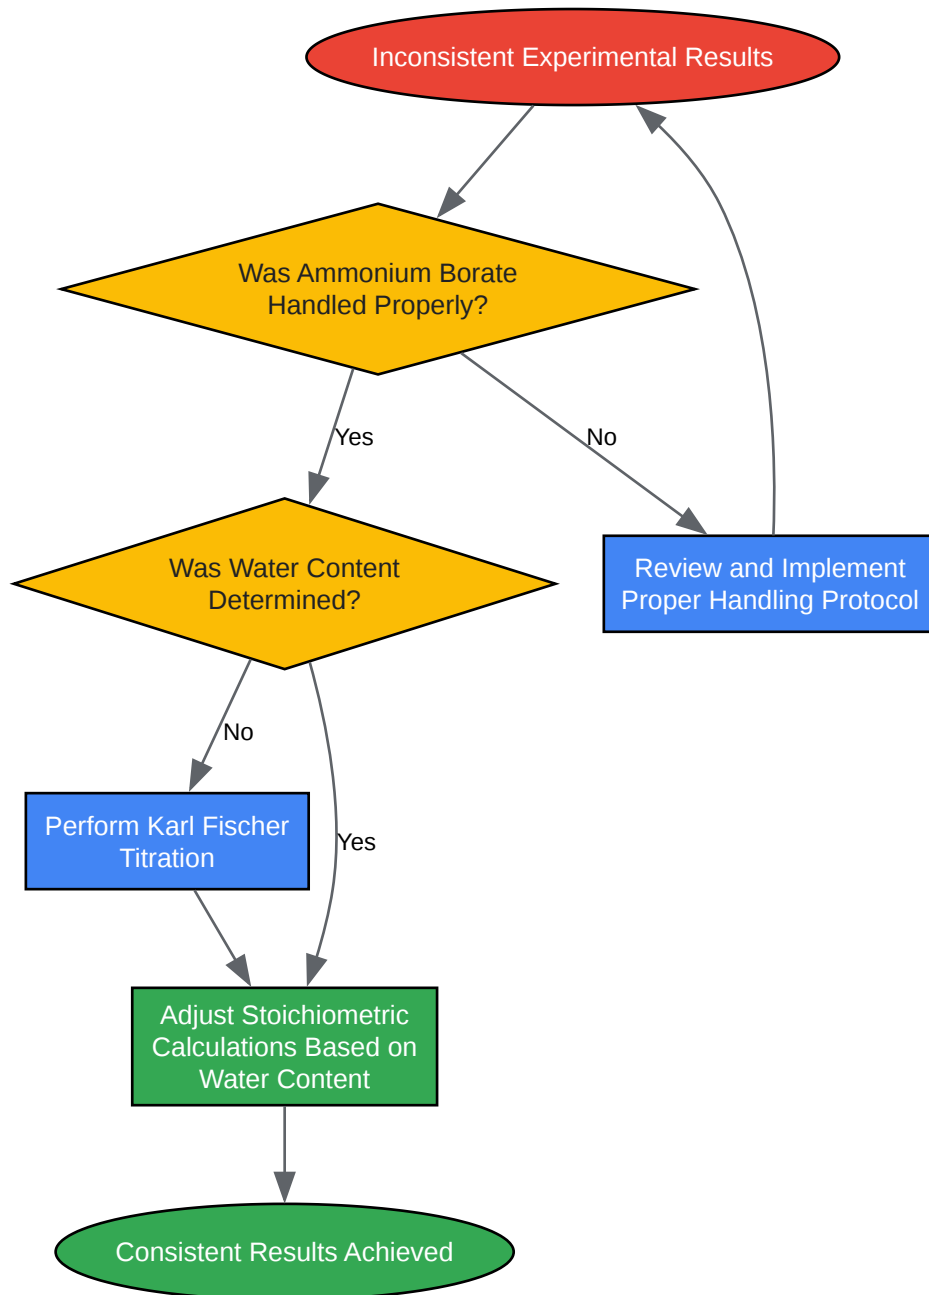 Inconsistent Experimental Results
Was Ammonium Borate
Handled Properly?
Yes
No
Was Water Content
Determined?
Review and Implement
Proper Handling Protocol
No
Perform Karl Fischer
Titration
Yes
Adjust Stoichiometric
Calculations Based on
Water Content
Consistent Results Achieved